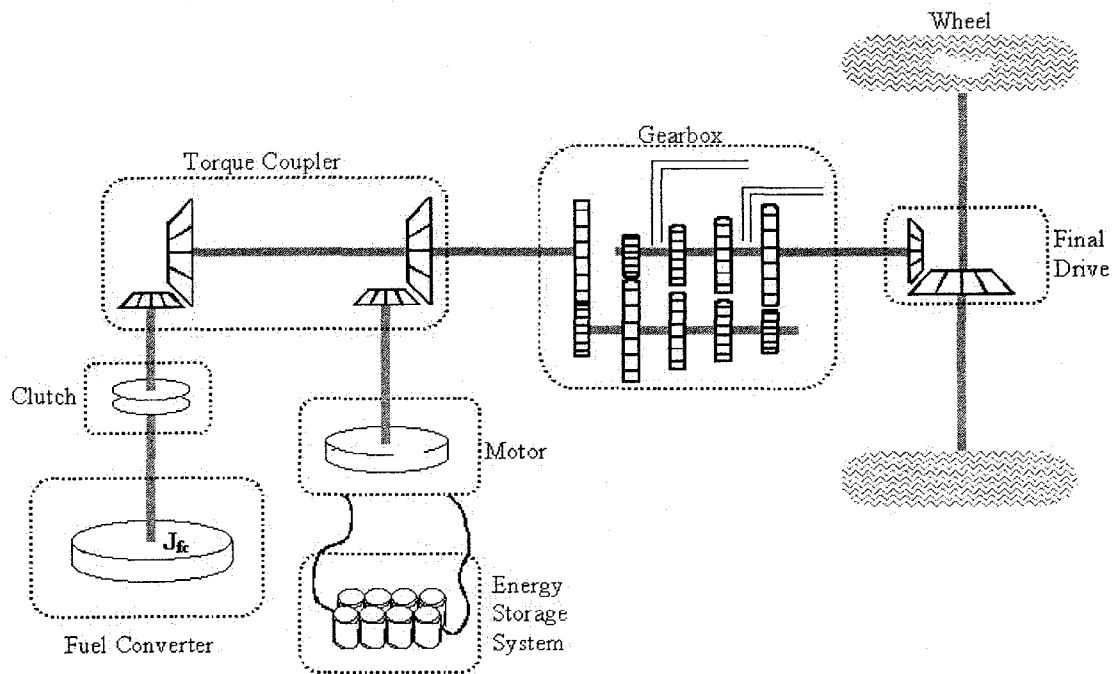 Wheel
Gearbox
Torque Coupler
Final
Drive
Clutch
Motor
J_fc
Energy
Storage
System
Fuel Converter